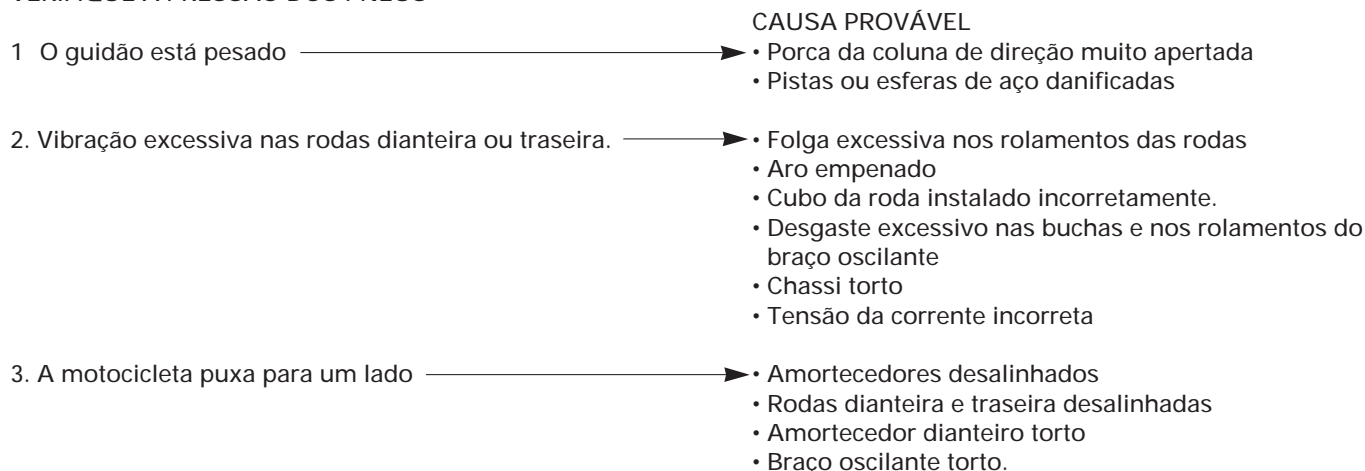 CAUSA PROVÁVEL
1 O guidão está pesado
• Porca da coluna de direção muito apertada
• Pistas ou esferas de aço danificadas
2. Vibração excessiva nas rodas dianteira ou traseira.
• Folga excessiva nos rolamentos das rodas
• Aro empenado
• Cubo da roda instalado incorretamente.
• Desgaste excessivo nas buchas e nos rolamentos do
braço oscilante
• Chassi torto
• Tensão da corrente incorreta
3. A motocicleta puxa para um lado
• Amortecedores desalinhados
• Rodas dianteira e traseira desalinhadas
• Amortecedor dianteiro torto
• Braço oscilante torto.